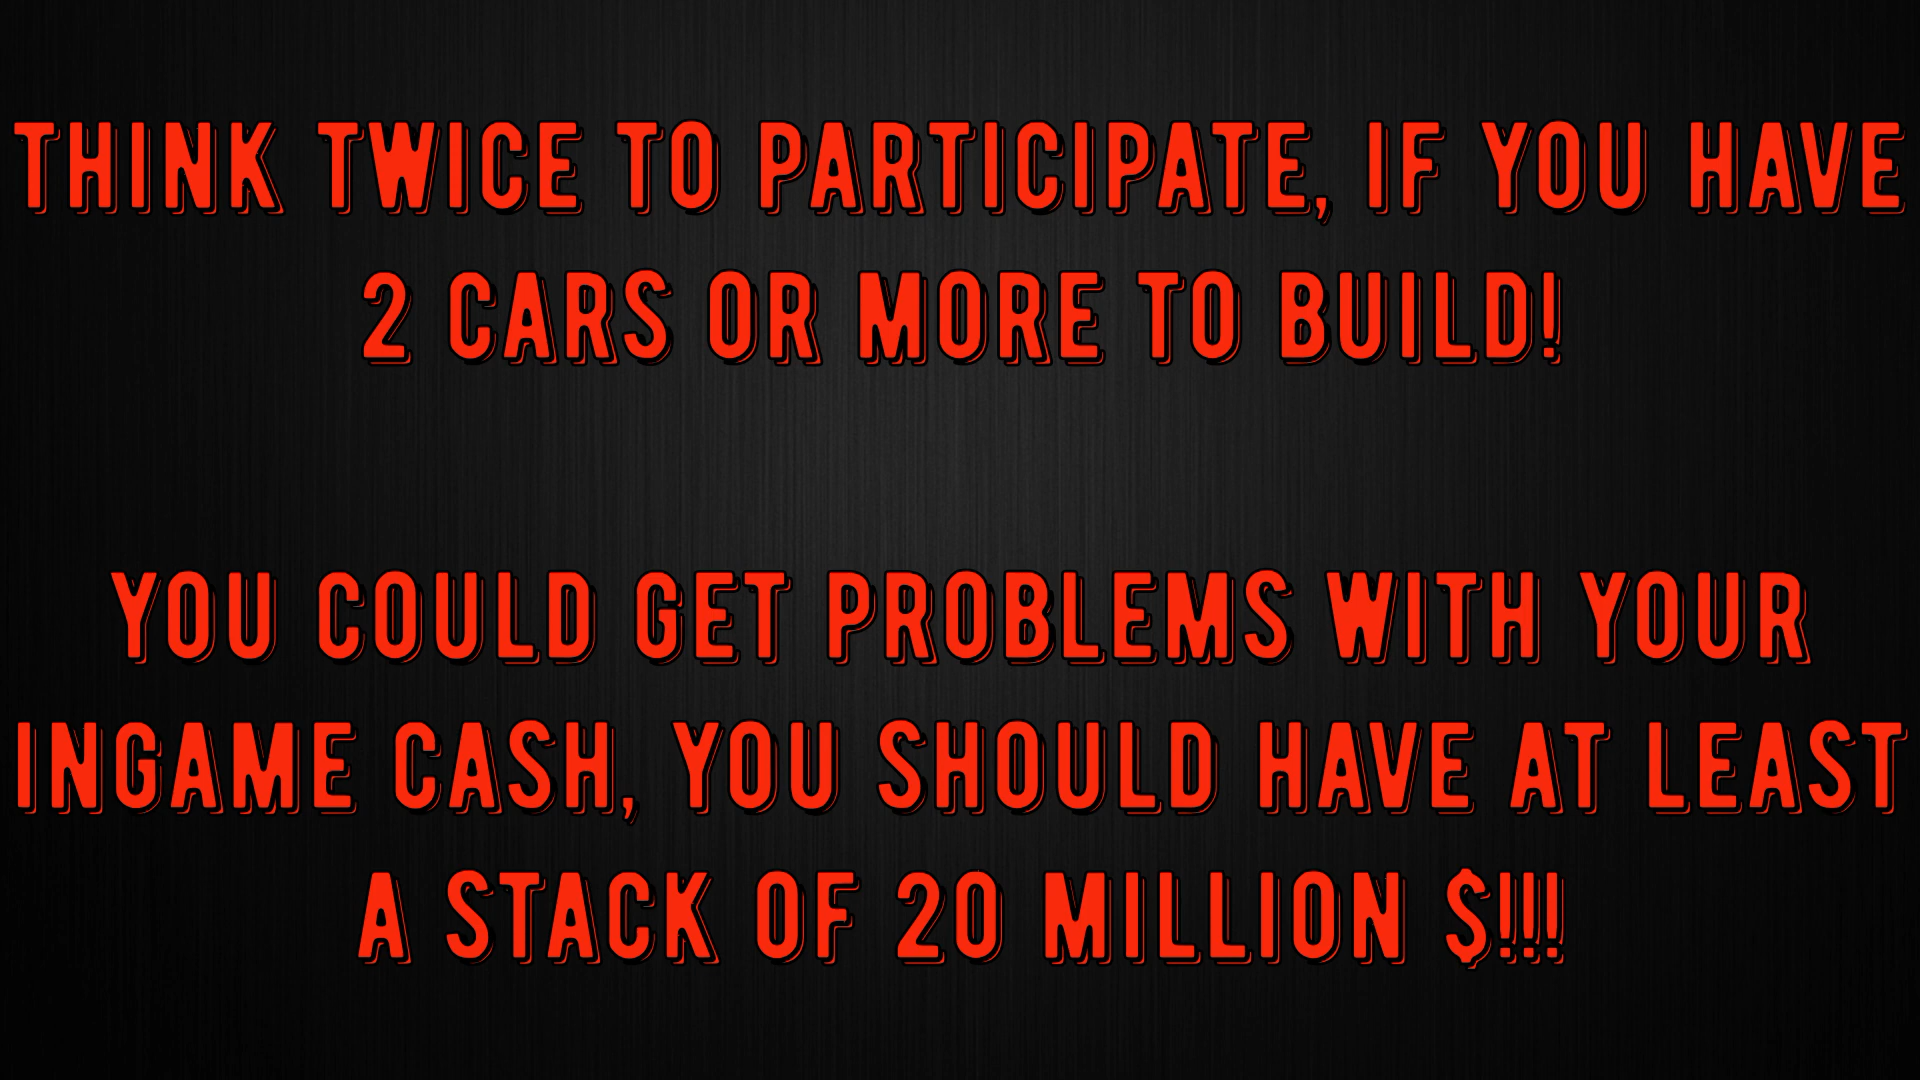 THINK TWICE TO PARTICIPATE, IF YOU HAVE
2 CARS OR MORE TO BUILD!
YOU COULD GET PROBLEMS WITH YOUR
INGAME CASH, YOU SHOULD HAVE AT LEAST
A STACK OF 20 MILLION $!!!